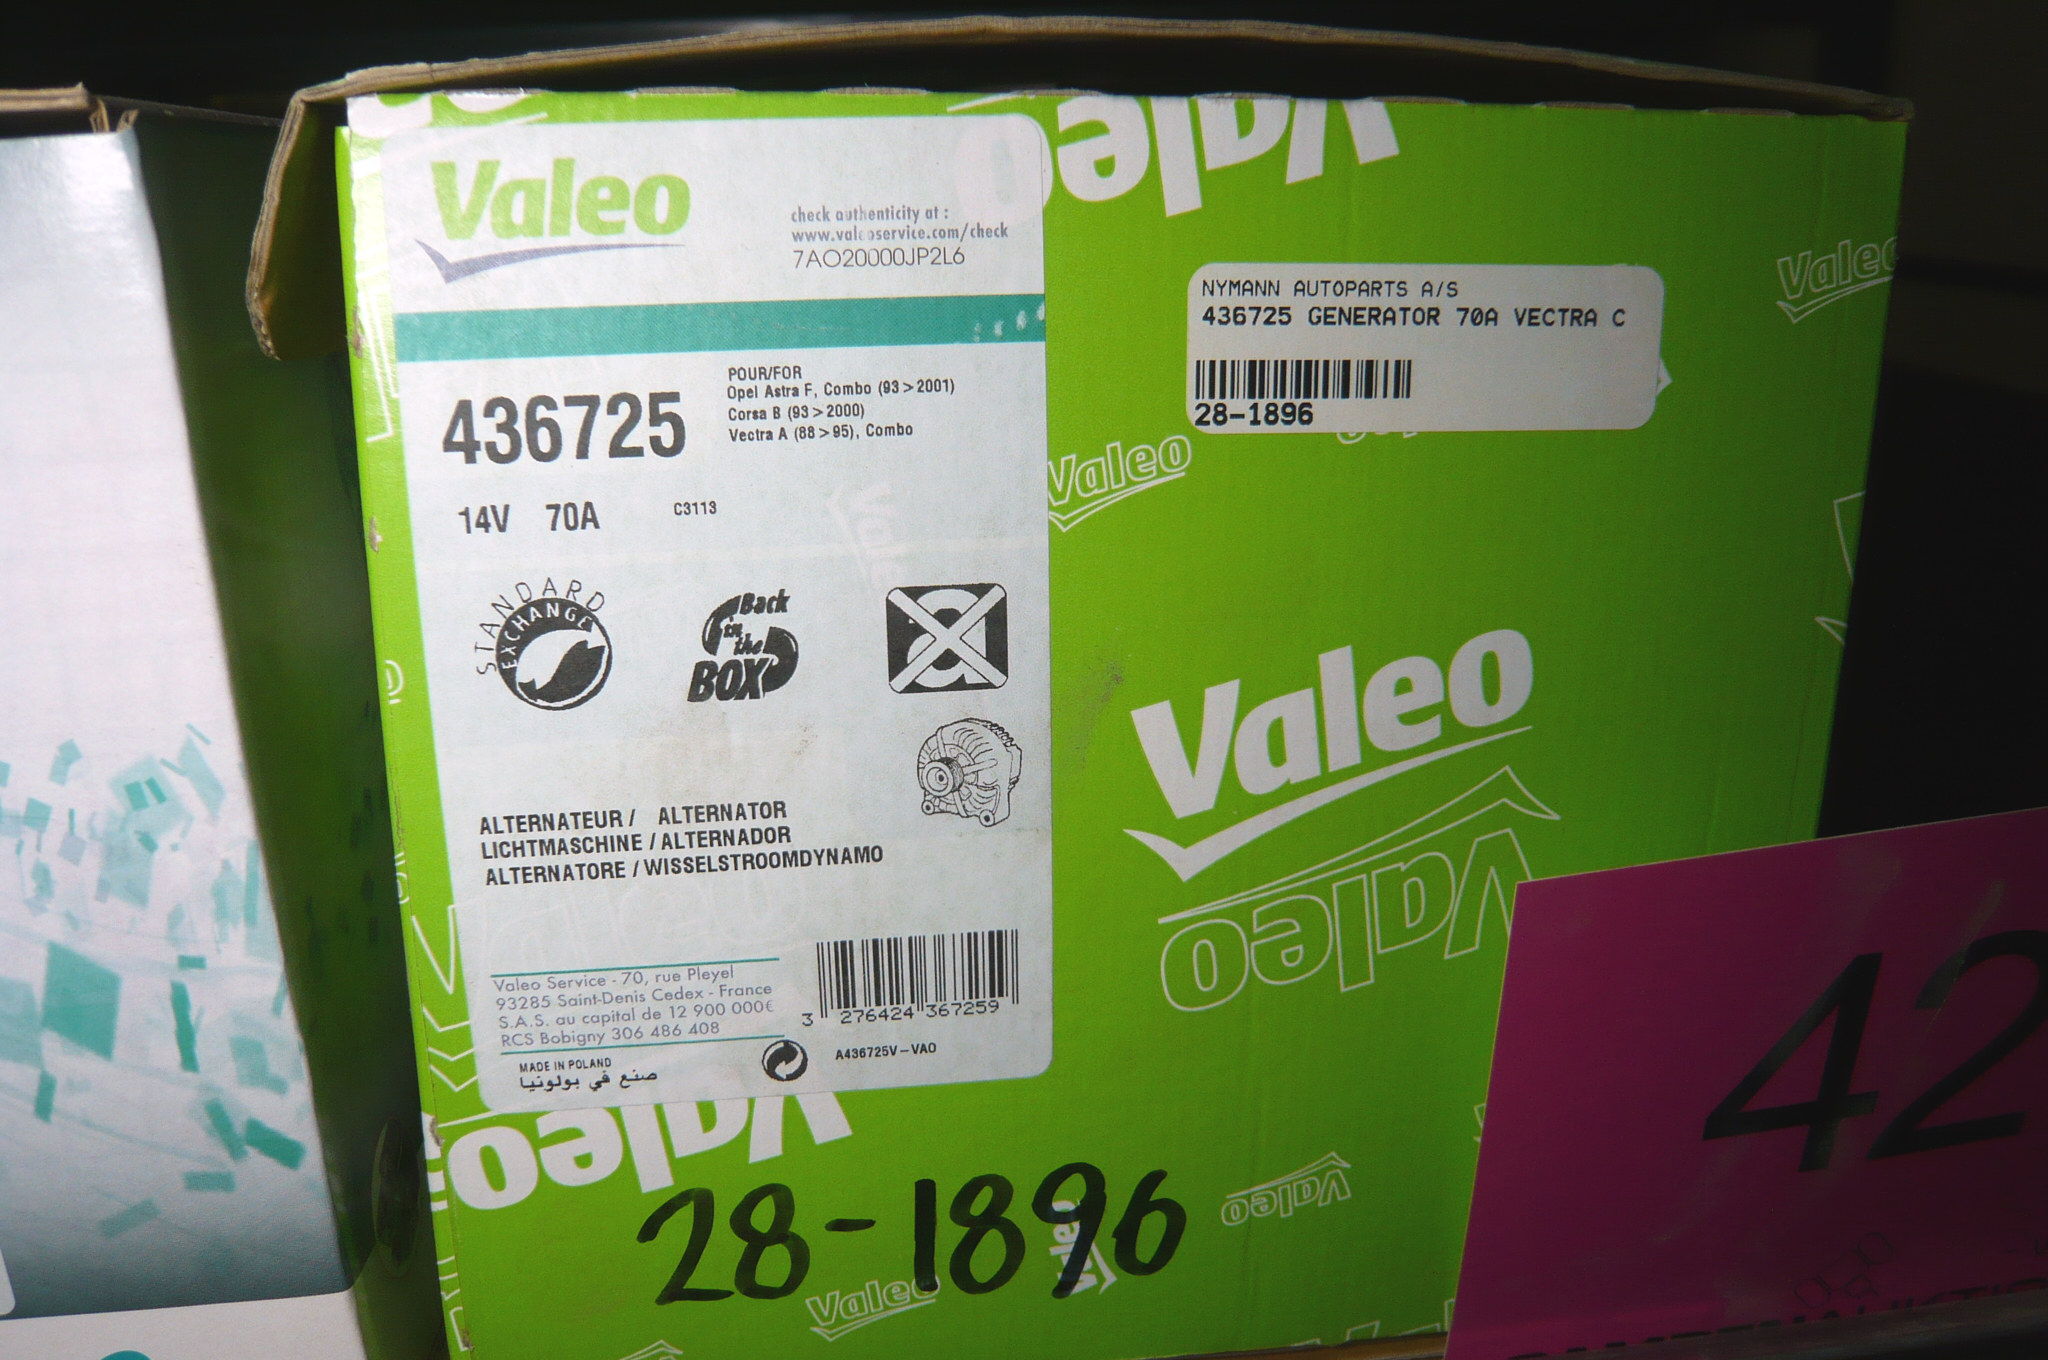 Valeo
check authenticity at :
www.valeoservice.com/check
7AO20000JP2L6
436725
POUR/FOR
Opel Astra F, Combo (93 > 2001)
Corsa B (93 > 2000)
Vectra A (88 > 95), Combo
14V 70A C3113
STANDARD
EXCHANGE
Back
in
the
BOX
a
ALTERNATEUR / ALTERNATOR
LICHTMASCHINE / ALTERNADOR
ALTERNATORE / WISSELSTROOMDYNAMO
Valeo Service - 70, rue Pleyel
93285 Saint-Denis Cedex - France
S.A.S. au capital de 12 900 000€
RCS Bobigny 306 486 408
3 276424 367259
MADE IN POLAND
صنع في بولونيا
A436725V-VAO
Valeo
NYMANN AUTOPARTS A/S
436725 GENERATOR 70A VECTRA C
28-1896
Valeo
Valeo
Valeo
Valeo
Valeo
28-1896
Valeo
Valeo
Valeo
42